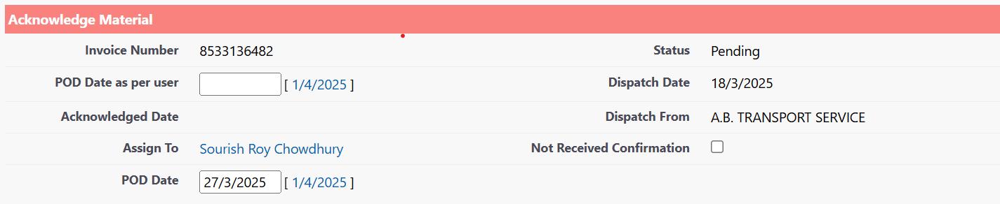 Acknowledge Material
Invoice Number 8533136482 Status Pending
POD Date as per user [ 1/4/2025 ] Dispatch Date 18/3/2025
Acknowledged Date Dispatch From A.B. TRANSPORT SERVICE
Assign To Sourish Roy Chowdhury Not Received Confirmation
POD Date 27/3/2025 [ 1/4/2025 ]